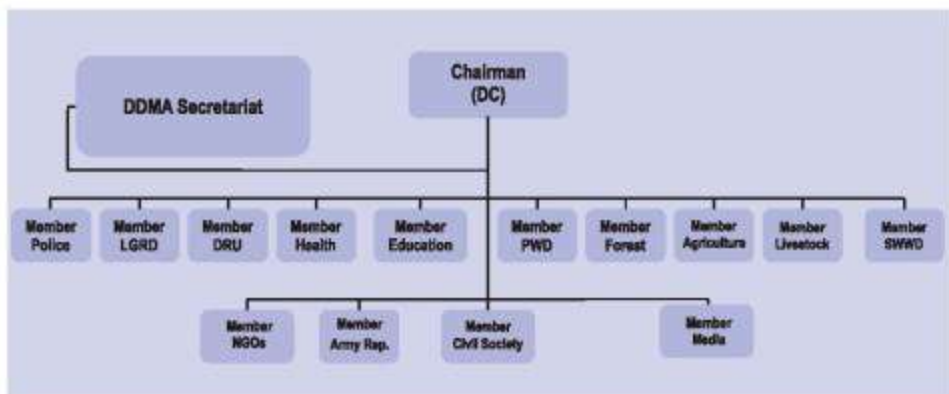 DDMA Secretariat
Chairman
(DC)
Member
Police
Member
LGRD
Member
DRU
Member
Health
Member
Education
Member
PWD
Member
Forest
Member
Agriculture
Member
Livestock
Member
SWWD
Member
NGOs
Member
Army Rep.
Member
Civil Society
Member
Media